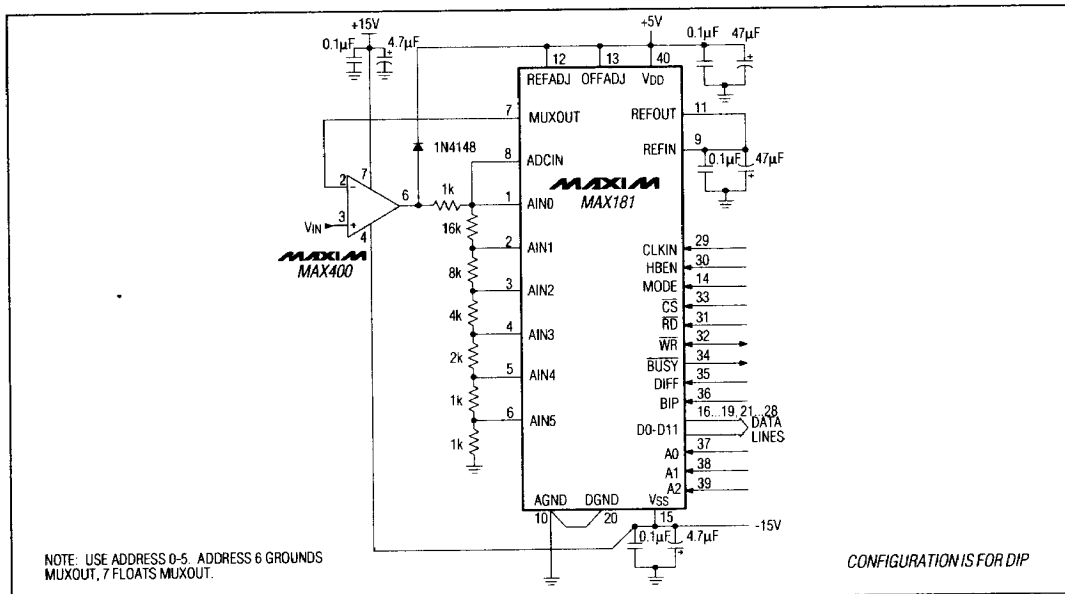 +15V
0.1µF
4.7µF
+5V
0.1µF
47µF
12
13
40
REFADJ
OFFADJ
VDD
7
MUXOUT
REFOUT
11
1N4148
8
ADCIN
REFIN
9
0.1µF
47µF
MAXIM
MAX181
7
2
-
6
1k
1
AIN0
VIN
3
+
4
16k
MAXIM
MAX400
2
AIN1
8k
3
AIN2
4k
4
AIN3
2k
5
AIN4
1k
6
AIN5
1k
CLKIN
29
HBEN
30
MODE
14
CS
33
RD
31
WR
32
BUSY
34
DIFF
35
BIP
36
D0-D11
16...19, 21...28
DATA
LINES
A0
37
A1
38
A2
39
AGND
DGND
VSS
10
20
15
-15V
0.1µF
4.7µF
NOTE: USE ADDRESS 0-5. ADDRESS 6 GROUNDS
MUXOUT, 7 FLOATS MUXOUT.
CONFIGURATION IS FOR DIP